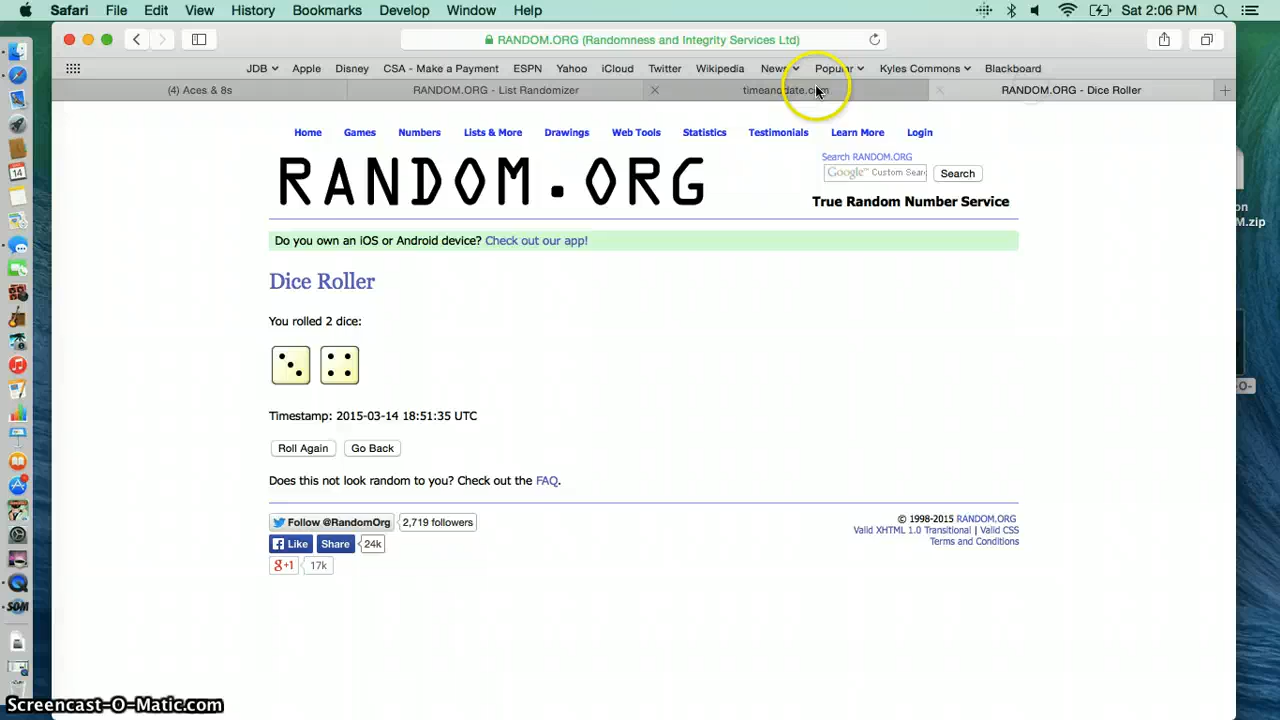 Safari File Edit View History Bookmarks Develop Window Help Sat 2:06 PM
RANDOM.ORG (Randomness and Integrity Services Ltd)
JDB Apple Disney CSA - Make a Payment ESPN Yahoo iCloud Twitter Wikipedia News Popular Kyles Commons Blackboard
(4) Aces & 8s RANDOM.ORG - List Randomizer timeanddate.com RANDOM.ORG - Dice Roller
Home Games Numbers Lists & More Drawings Web Tools Statistics Testimonials Learn More Login
Search RANDOM.ORG
Google™ Custom Sear Search
RANDOM.ORG
True Random Number Service
Do you own an iOS or Android device? Check out our app!
Dice Roller
You rolled 2 dice:
Timestamp: 2015-03-14 18:51:35 UTC
Roll Again Go Back
Does this not look random to you? Check out the FAQ.
Follow @RandomOrg 2,719 followers
Like Share 24k
g+1 17k
© 1998-2015 RANDOM.ORG
Valid XHTML 1.0 Transitional | Valid CSS
Terms and Conditions
14
SOM
on
M.zip
-O-
Screencast-O-Matic.com